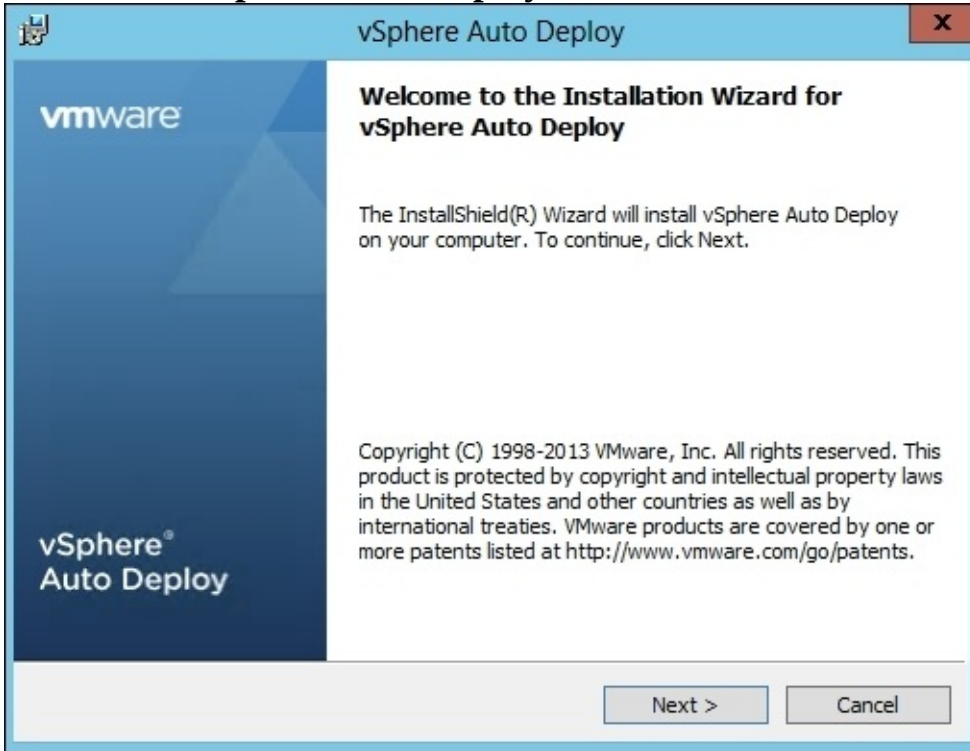 vSphere Auto Deploy
X
vmware
Welcome to the Installation Wizard for
vSphere Auto Deploy
The InstallShield(R) Wizard will install vSphere Auto Deploy
on your computer. To continue, click Next.
Copyright (C) 1998-2013 VMware, Inc. All rights reserved. This
product is protected by copyright and intellectual property laws
in the United States and other countries as well as by
international treaties. VMware products are covered by one or
more patents listed at http://www.vmware.com/go/patents.
vSphere®
Auto Deploy
Next >
Cancel